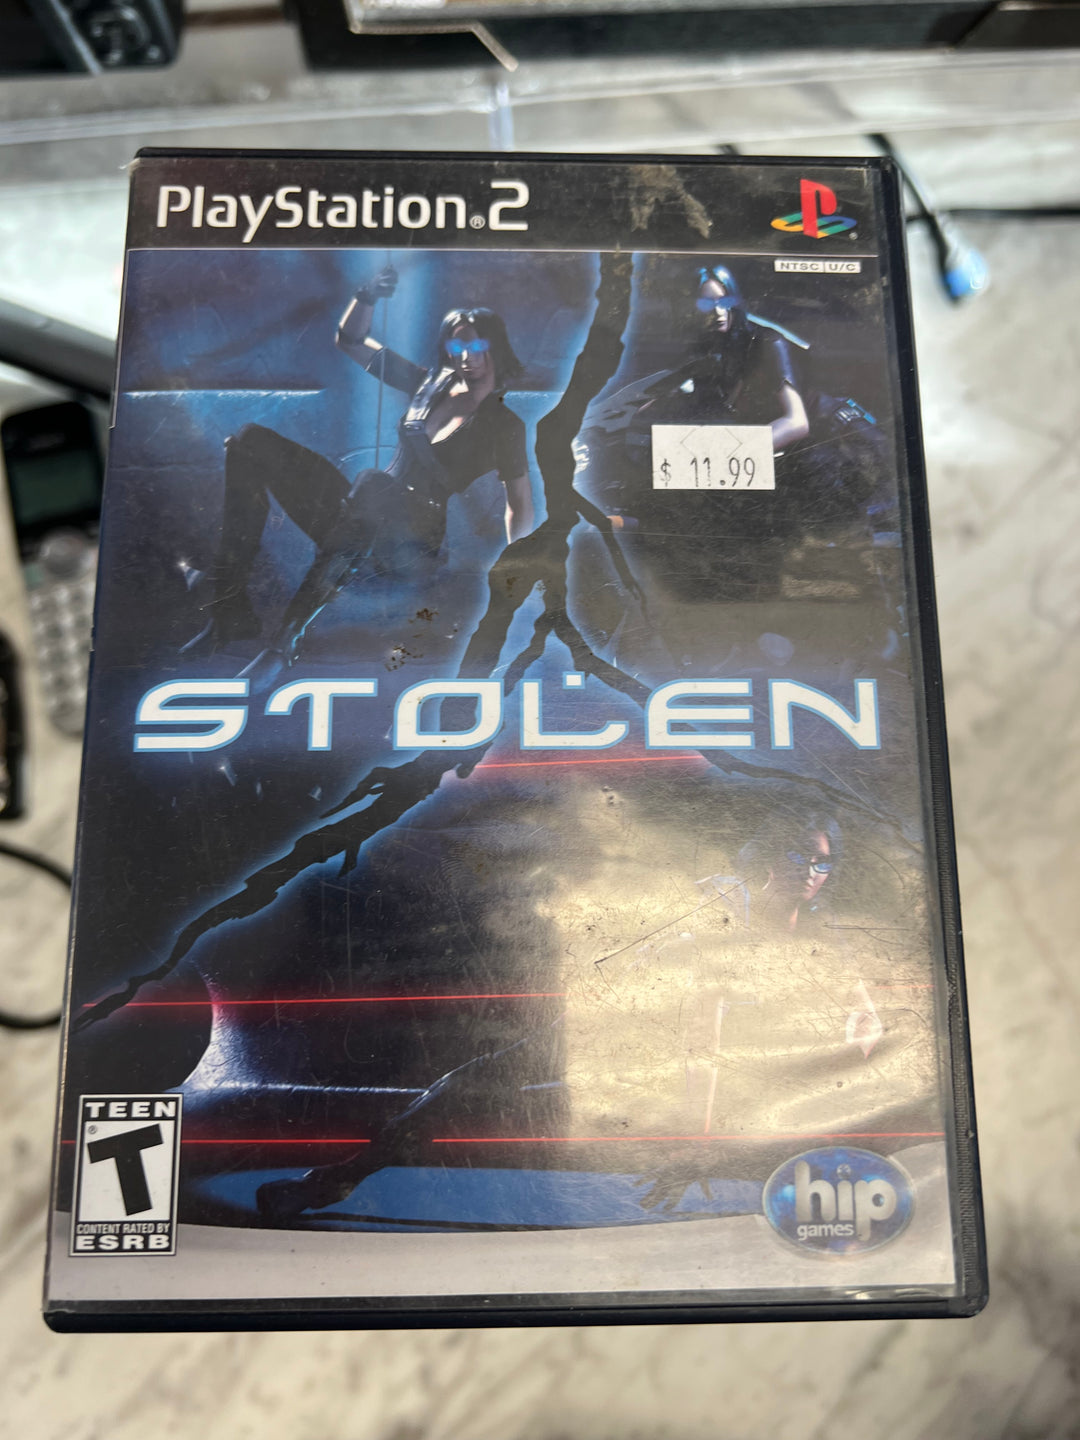 PlayStation®2
NTSC U/C
$ 11.99
STOLEN
TEEN
T
®
CONTENT RATED BY
ESRB
hip
games